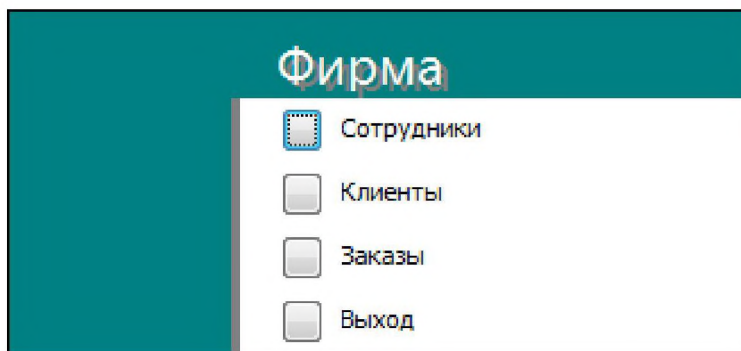 Фирма
Сотрудники
Клиенты
Заказы
Выход